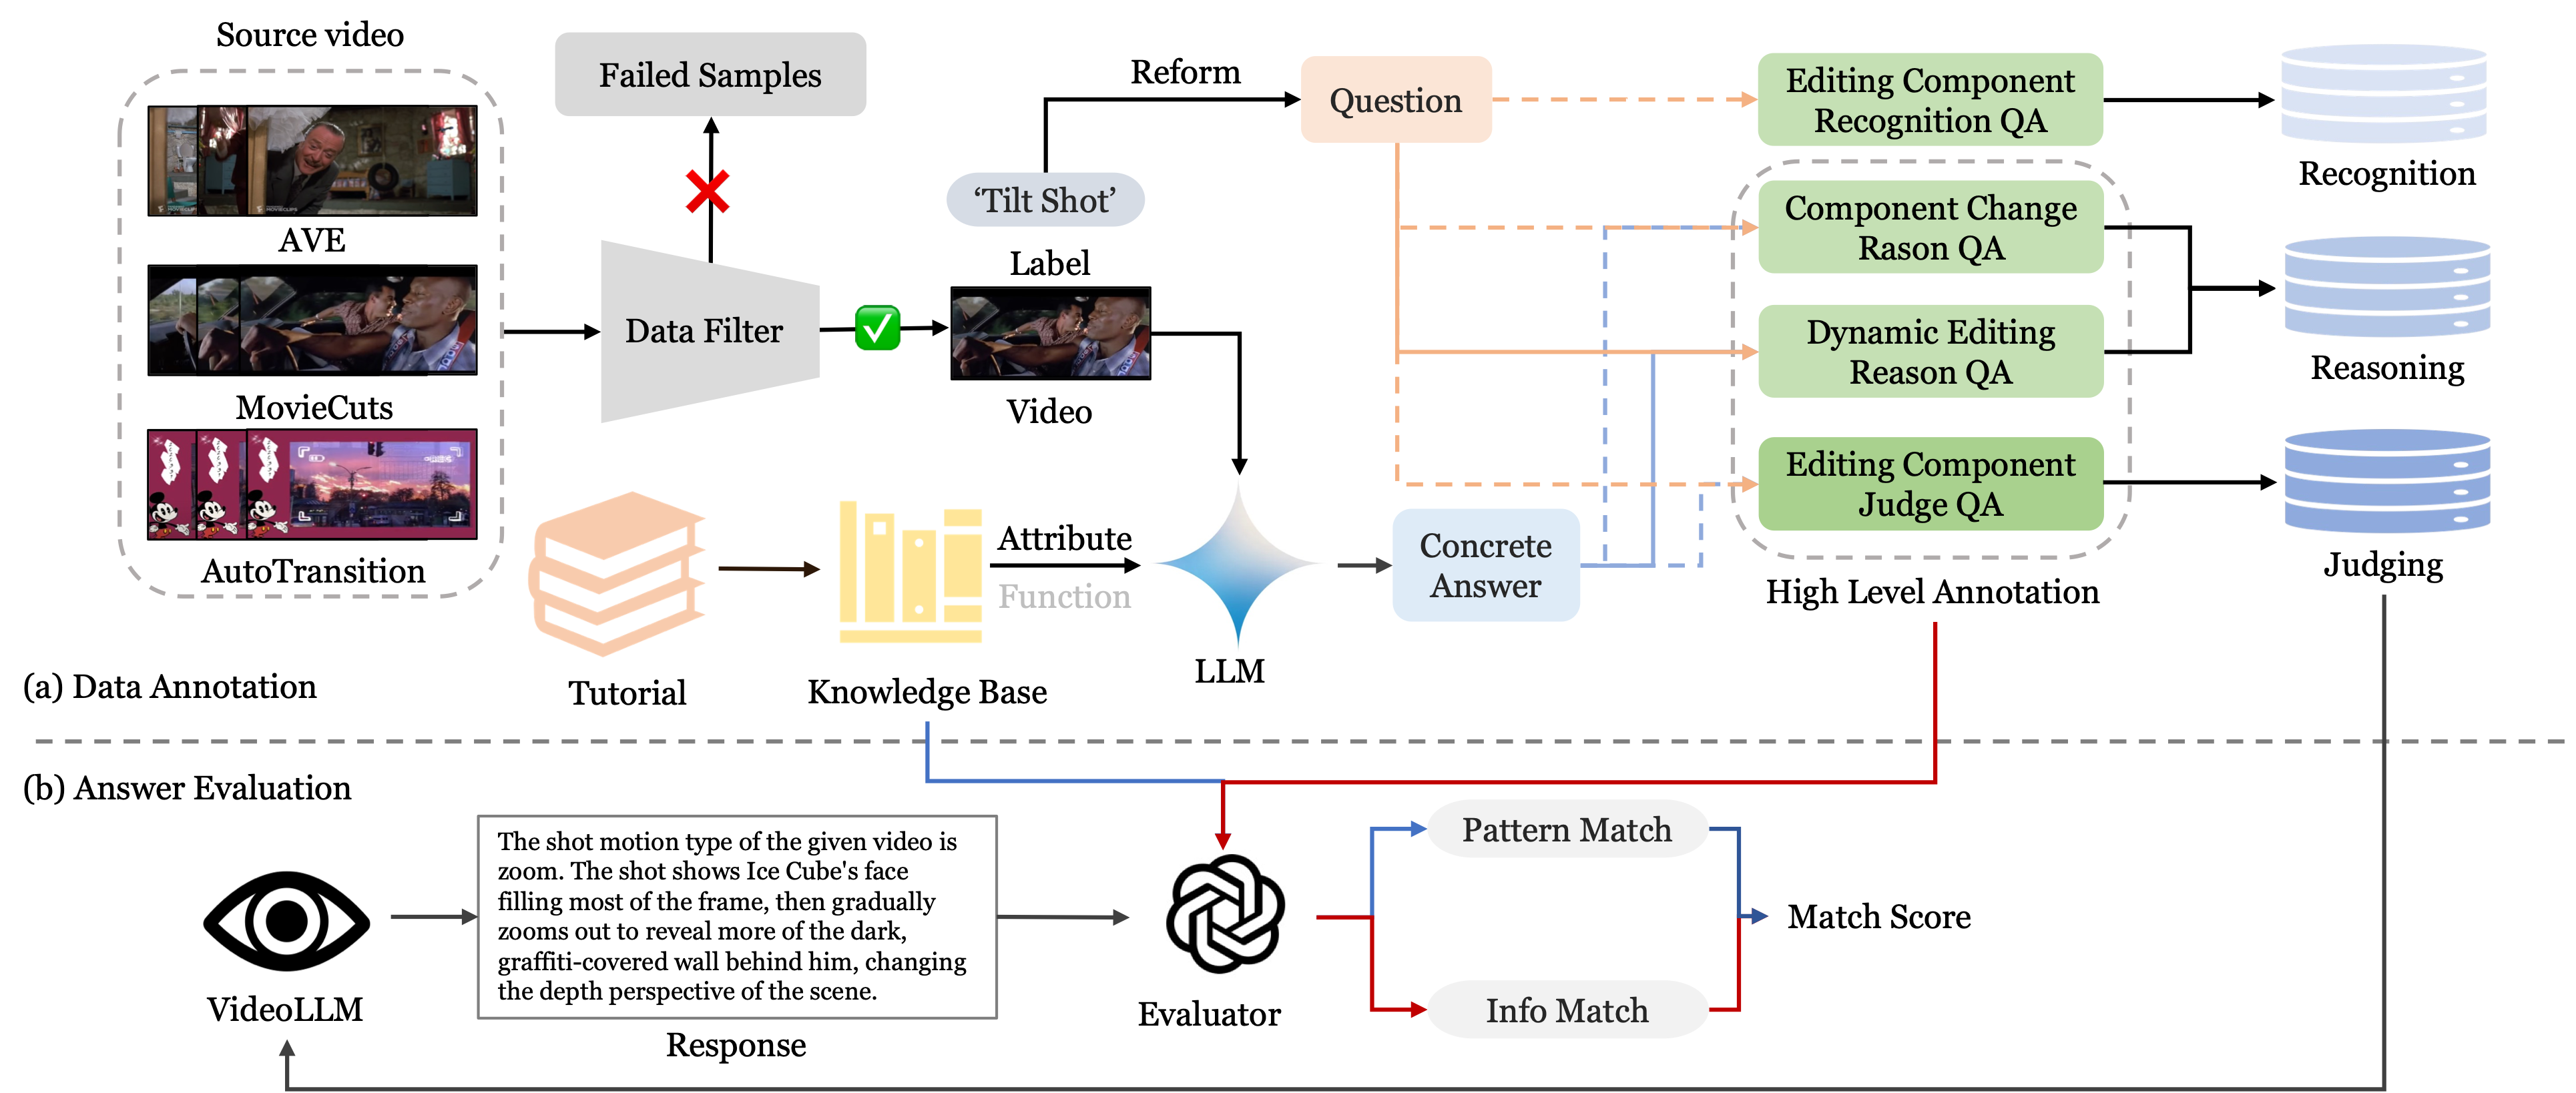 Source video
AVE
MovieCuts
AutoTransition
Failed Samples
Data Filter
Reform
‘Tilt Shot’
Label
Video
Question
Editing Component
Recognition QA
Component Change
Rason QA
Dynamic Editing
Reason QA
Editing Component
Judge QA
High Level Annotation
Recognition
Reasoning
Judging
Tutorial
Knowledge Base
Attribute
Function
LLM
Concrete
Answer
(a) Data Annotation
(b) Answer Evaluation
VideoLLM
The shot motion type of the given video is
zoom. The shot shows Ice Cube's face
filling most of the frame, then gradually
zooms out to reveal more of the dark,
graffiti-covered wall behind him, changing
the depth perspective of the scene.
Response
Evaluator
Pattern Match
Info Match
Match Score